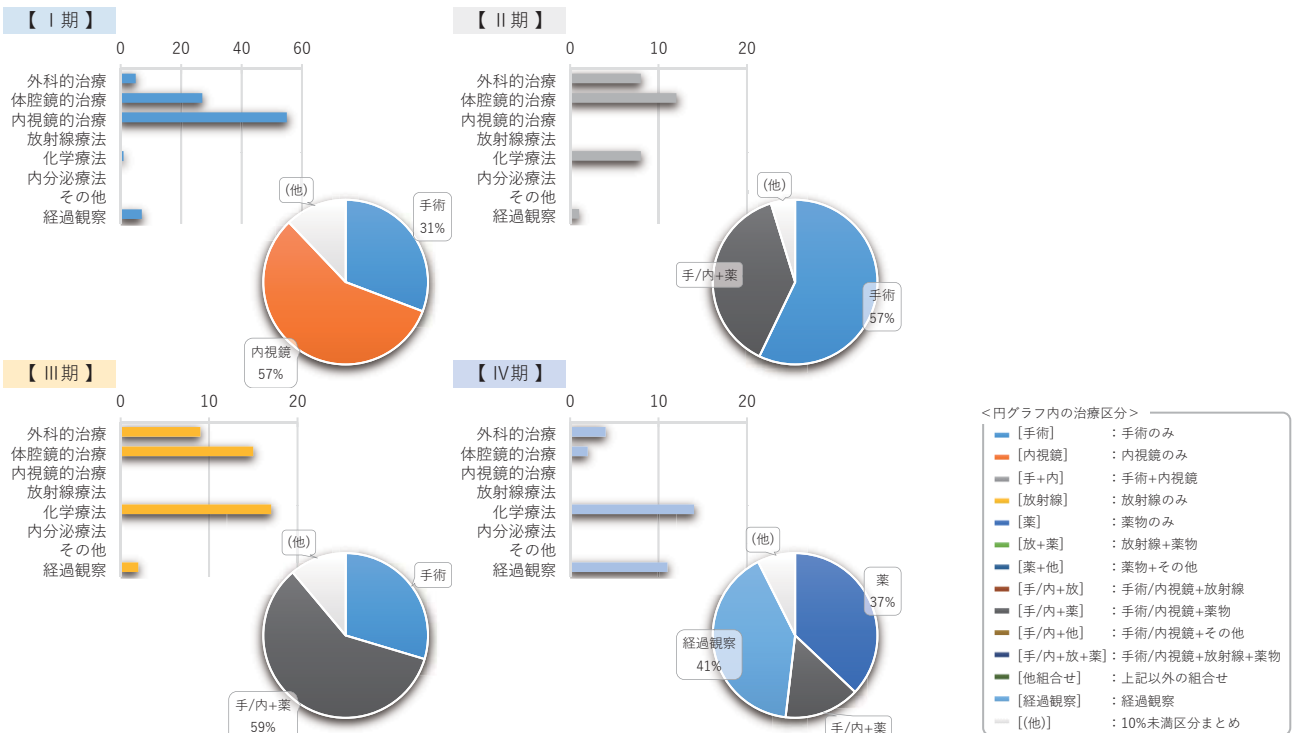 【 Ⅰ期 】
0 20 40 60
外科的治療
体腔鏡的治療
内視鏡的治療
放射線療法
化学療法
内分泌療法
その他
経過観察
(他)
手術
31%
内視鏡
57%
【 Ⅱ期 】
0 10 20
外科的治療
体腔鏡的治療
内視鏡的治療
放射線療法
化学療法
内分泌療法
その他
経過観察
(他)
手/内+薬
手術
57%
【 Ⅲ期 】
0 10 20
外科的治療
体腔鏡的治療
内視鏡的治療
放射線療法
化学療法
内分泌療法
その他
経過観察
(他)
手術
手/内+薬
59%
【 Ⅳ期 】
0 10 20
外科的治療
体腔鏡的治療
内視鏡的治療
放射線療法
化学療法
内分泌療法
その他
経過観察
(他)
薬
37%
経過観察
41%
手/内+薬
＜円グラフ内の治療区分＞
[手術] ：手術のみ
[内視鏡] ：内視鏡のみ
[手+内] ：手術+内視鏡
[放射線] ：放射線のみ
[薬] ：薬物のみ
[放+薬] ：放射線+薬物
[薬+他] ：薬物+その他
[手/内+放] ：手術/内視鏡+放射線
[手/内+薬] ：手術/内視鏡+薬物
[手/内+他] ：手術/内視鏡+その他
[手/内+放+薬]：手術/内視鏡+放射線+薬物
[他組合せ] ：上記以外の組合せ
[経過観察] ：経過観察
[(他)] ：10%未満区分まとめ